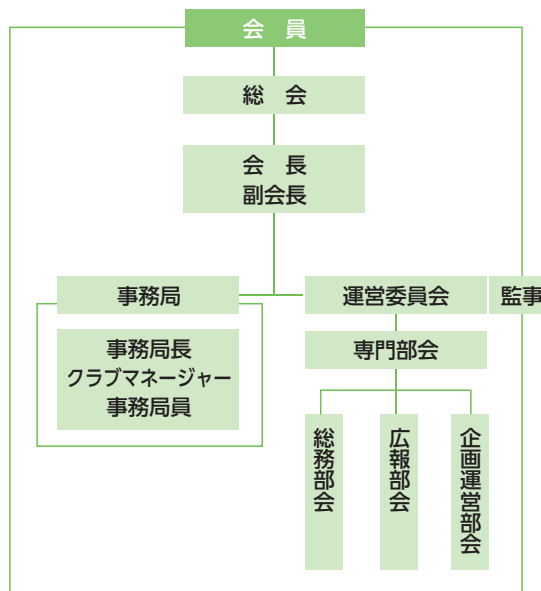 会　員
総　会
会　長
副会長
事務局
運営委員会
監事
事務局長
クラブマネージャー
事務局員
専門部会
総務部会
広報部会
企画運営部会